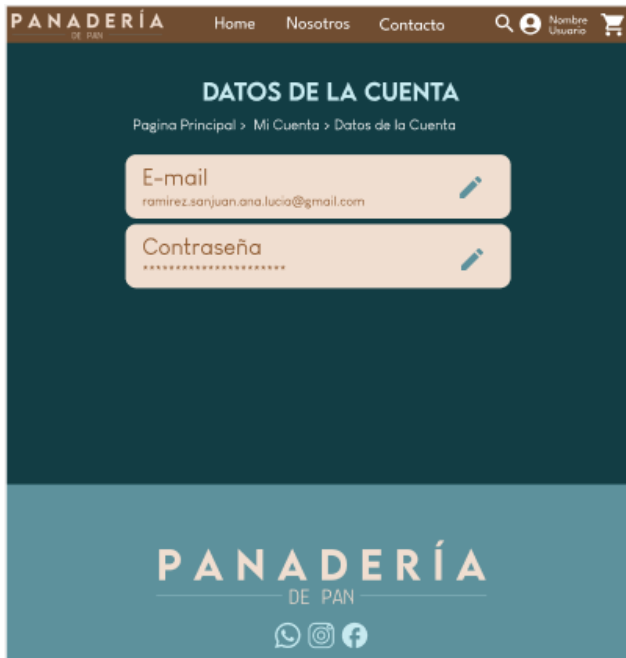 PANADERÍA
DE PAN
Home Nosotros Contacto
Nombre
Usuario
DATOS DE LA CUENTA
Pagina Principal > Mi Cuenta > Datos de la Cuenta
E-mail
ramirez.sanjuan.ana.lucia@gmail.com
Contraseña
**********************
PANADERÍA
DE PAN